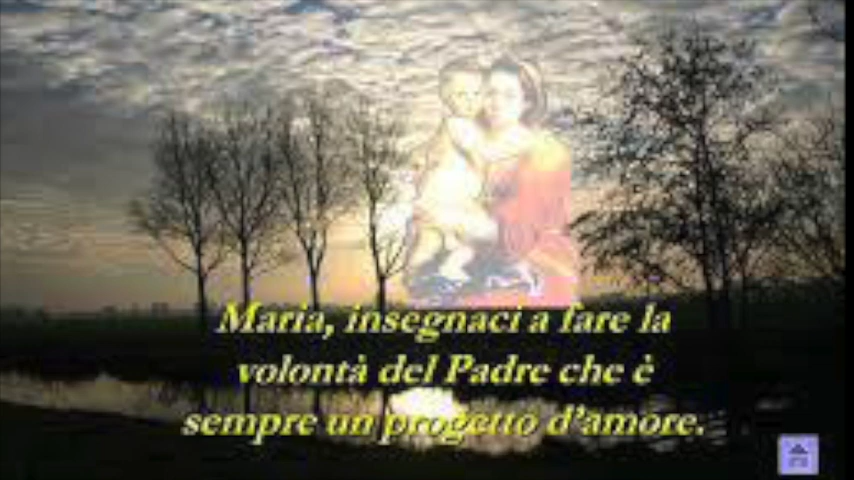 Maria, insegnaci a fare la
volontà del Padre che è
sempre un progetto d'amore.